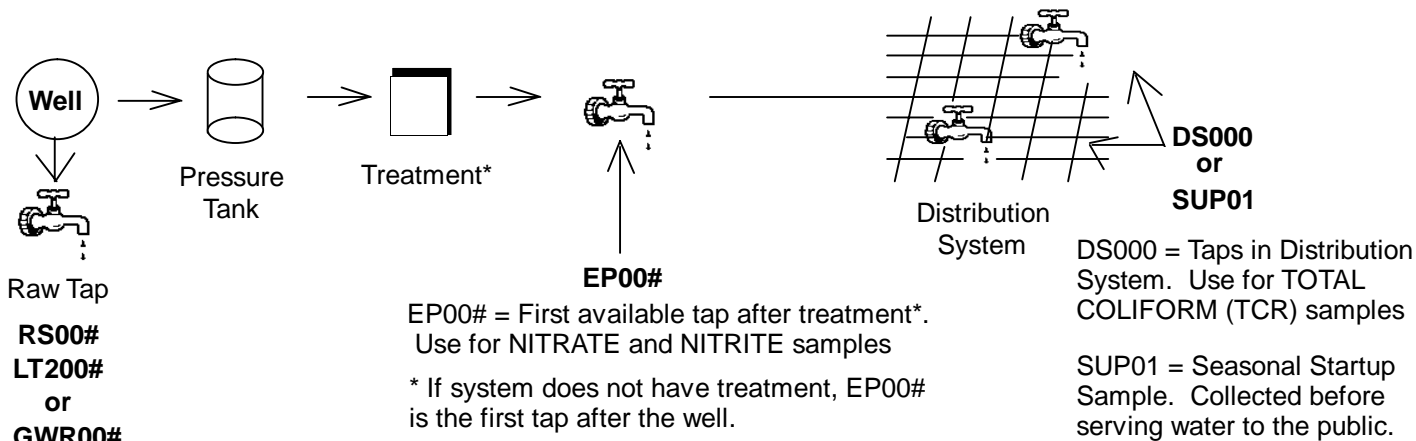 Well
Pressure
Tank
Treatment*
Raw Tap
RS00#
LT200#
or
GWR00#
EP00#
EP00# = First available tap after treatment*.
Use for NITRATE and NITRITE samples
* If system does not have treatment, EP00#
is the first tap after the well.
Distribution
System
DS000
or
SUP01
DS000 = Taps in Distribution
System. Use for TOTAL
COLIFORM (TCR) samples
SUP01 = Seasonal Startup
Sample. Collected before
serving water to the public.